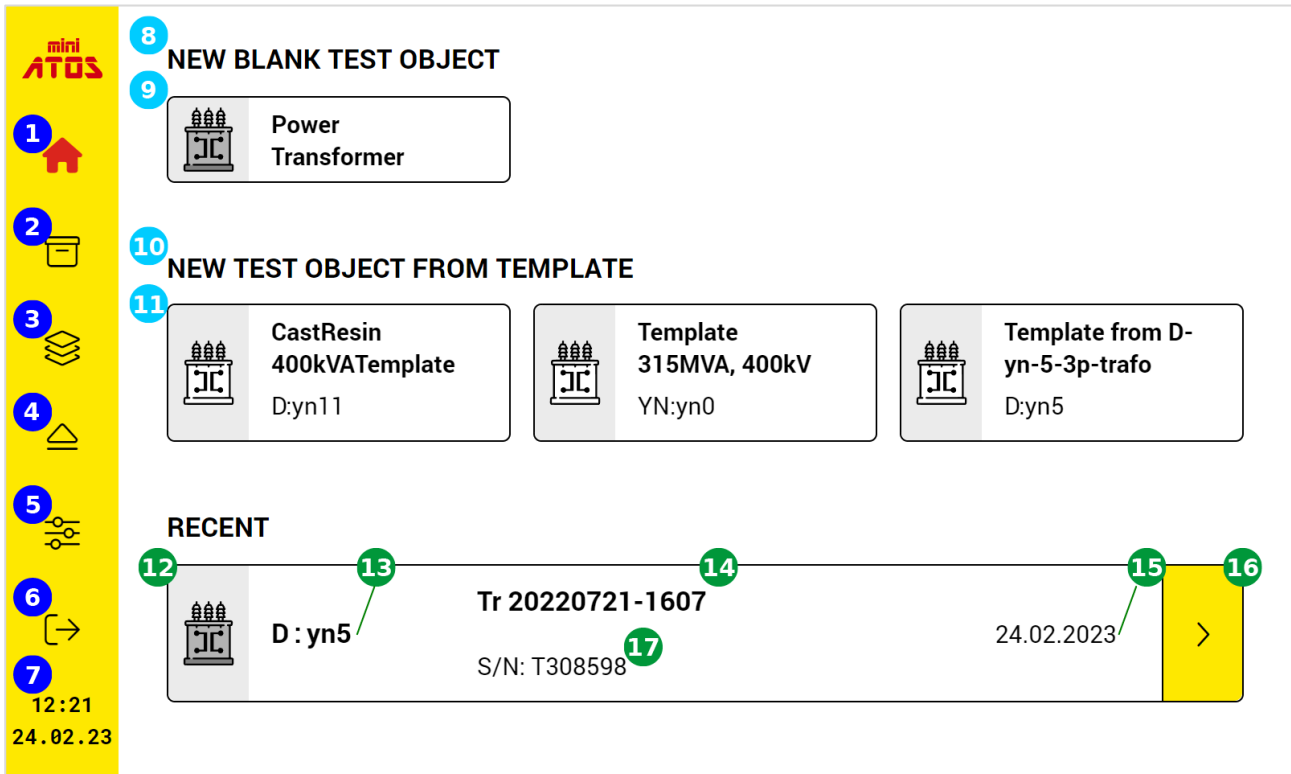 mini
ATOS
1
2
3
4
5
6
7
12:21
24.02.23
8
NEW BLANK TEST OBJECT
9
Power
Transformer
10
NEW TEST OBJECT FROM TEMPLATE
11
CastResin
400kVATemplate
D:yn11
Template
315MVA, 400kV
YN:yn0
Template from D-
yn-5-3p-trafo
D:yn5
RECENT
12 13 14 15 16
Tr 20220721-1607
D : yn5
24.02.2023
17
S/N: T308598